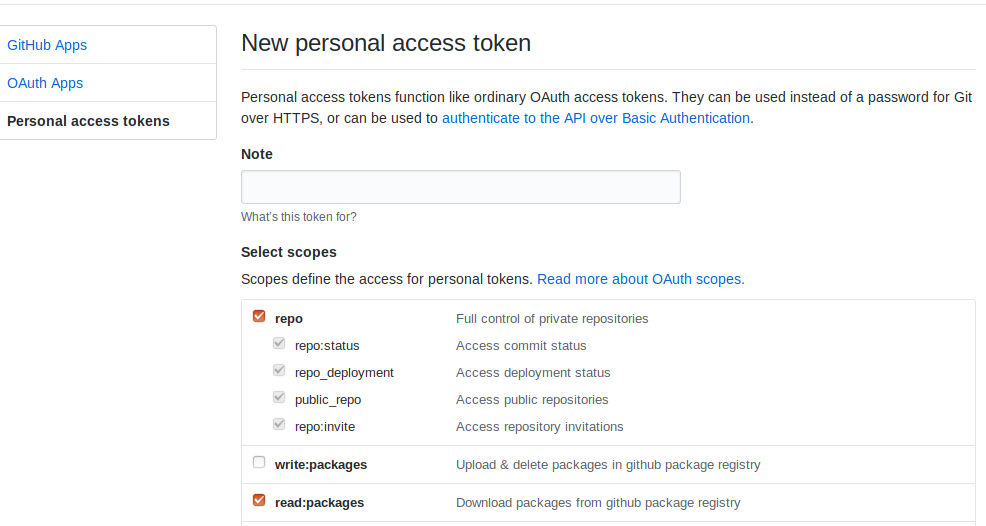 GitHub Apps
OAuth Apps
Personal access tokens
New personal access token
Personal access tokens function like ordinary OAuth access tokens. They can be used instead of a password for Git
over HTTPS, or can be used to authenticate to the API over Basic Authentication.
Note
What's this token for?
Select scopes
Scopes define the access for personal tokens. Read more about OAuth scopes.
repo Full control of private repositories
repo:status Access commit status
repo_deployment Access deployment status
public_repo Access public repositories
repo:invite Access repository invitations
write:packages Upload & delete packages in github package registry
read:packages Download packages from github package registry